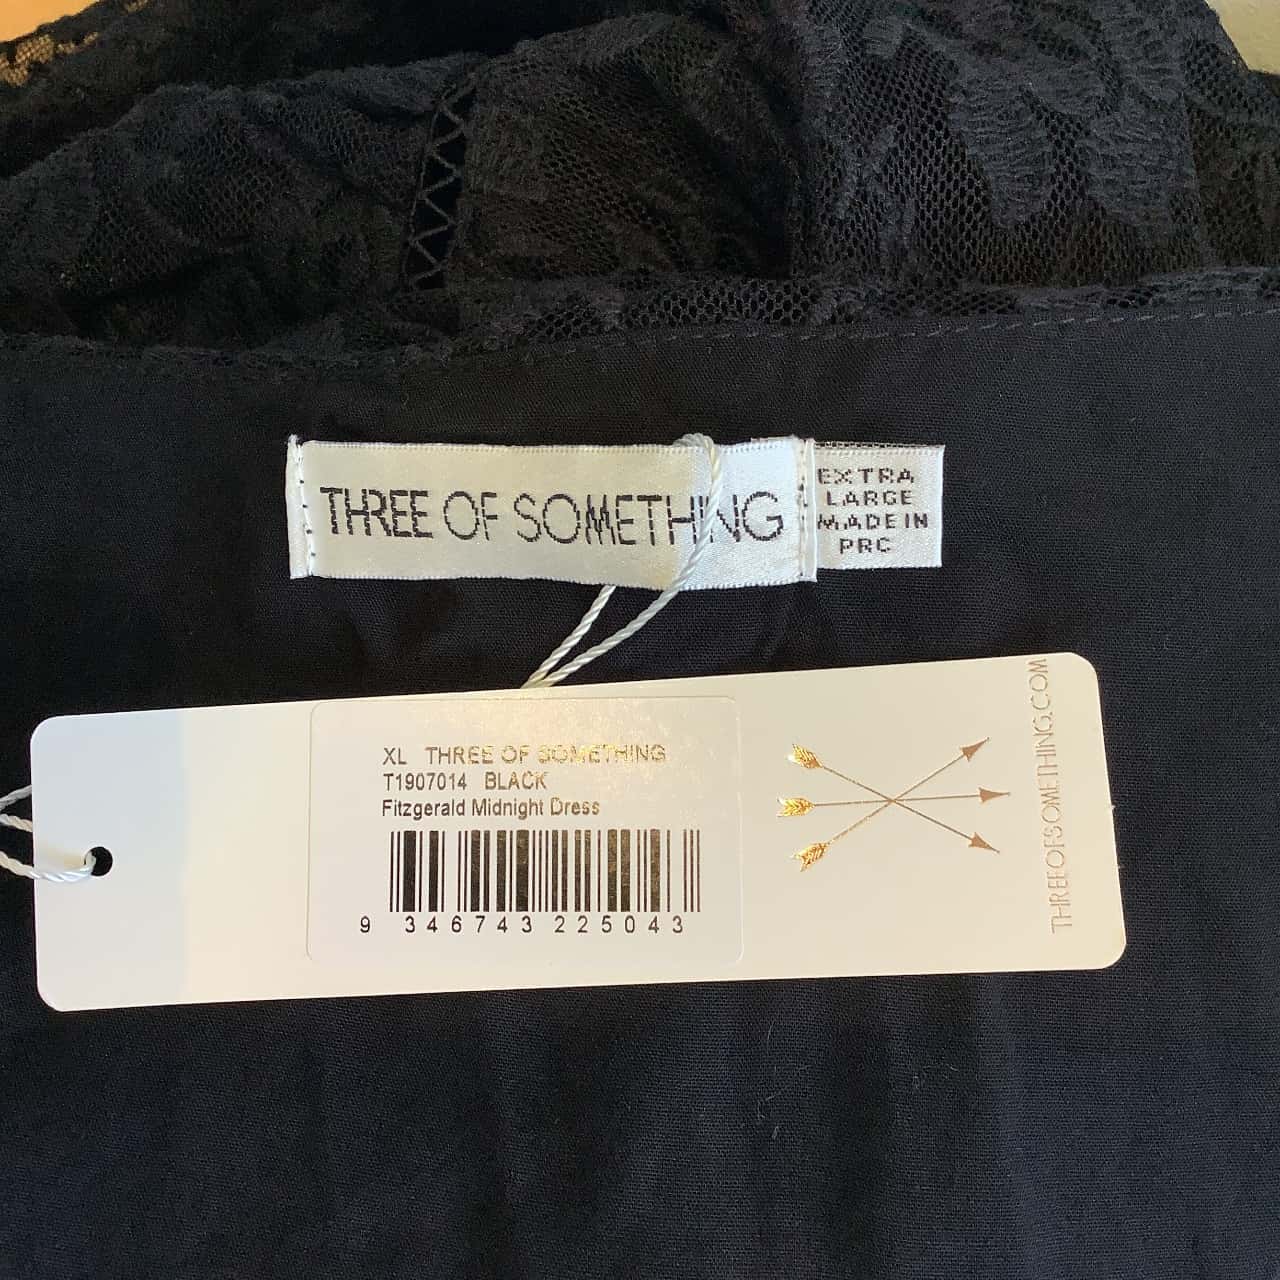 THREE OF SOMETHING
EXTRA
LARGE
MADE IN
PRC
XL THREE OF SOMETHING
T1907014 BLACK
Fitzgerald Midnight Dress
9 346743 225043
THREEOFSOMETHING.COM